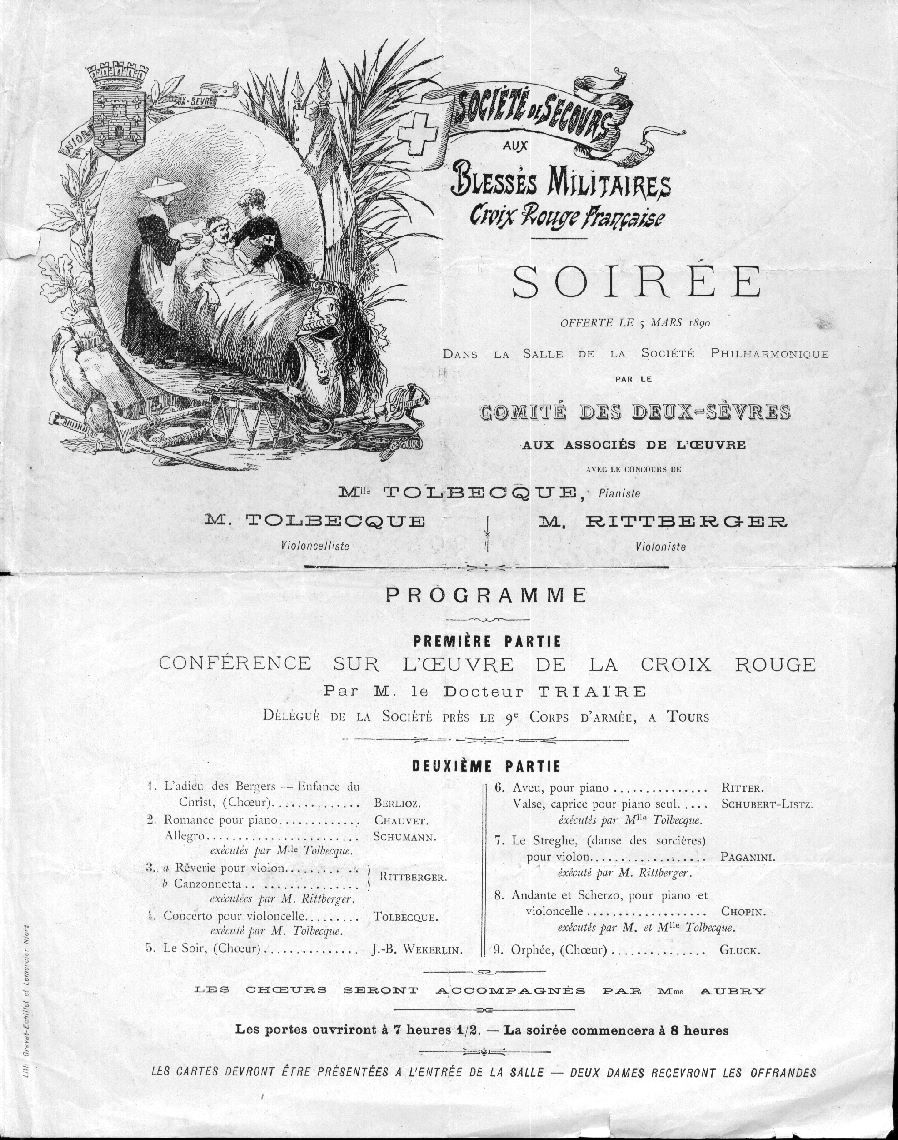 NIORT
DEUX-SÈVRES
SOCIÉTÉ DE SECOURS
AUX
BLESSÉS MILITAIRES
Croix Rouge Française
SOIRÉE
OFFERTE LE 5 MARS 1890
DANS LA SALLE DE LA SOCIÉTÉ PHILHARMONIQUE
PAR LE
COMITÉ DES DEUX-SÈVRES
AUX ASSOCIÉS DE L'ŒUVRE
AVEC LE CONCOURS DE
Mlle TOLBECQUE, Pianiste
M. TOLBECQUE
Violoncelliste
M. RITTBERGER
Violoniste
PROGRAMME
PREMIÈRE PARTIE
CONFÉRENCE SUR L'ŒUVRE DE LA CROIX ROUGE
Par M. le Docteur TRIAIRE
DÉLÉGUÉ DE LA SOCIÉTÉ PRÈS LE 9e CORPS D'ARMÉE, A TOURS
DEUXIÈME PARTIE
1. L'adieu des Bergers — Enfance du
Christ, (Chœur).............. BERLIOZ.
2. Romance pour piano............. CHAUVET.
Allegro........................ SCHUMANN.
exécutés par Mlle Tolbecque.
3. a Rêverie pour violon...........
b Canzonnetta .. ............... RITTBERGER.
exécutées par M. Rittberger.
4. Concerto pour violoncelle......... TOLBECQUE.
exécuté par M. Tolbecque.
5. Le Soir, (Chœur)............... J.-B. WEKERLIN.
6. Aveu, pour piano ............... RITTER.
Valse, caprice pour piano seul..... SCHUBERT-LISTZ.
éxécutés par Mlle Tolbecque.
7. Le Streghe, (danse des sorcières)
pour violon.................. PAGANINI.
éxécuté par M. Rittberger.
8. Andante et Scherzo, pour piano et
violoncelle ................... CHOPIN.
exécutés par M. et Mlle Tolbecque.
9. Orphée, (Chœur) ............... GLUCK.
LES CHŒURS SERONT ACCOMPAGNÉS PAR Mme AUBRY
Les portes ouvriront à 7 heures 1/2. — La soirée commencera à 8 heures
LES CARTES DEVRONT ÊTRE PRÉSENTÉES A L'ENTRÉE DE LA SALLE — DEUX DAMES RECEVRONT LES OFFRANDES